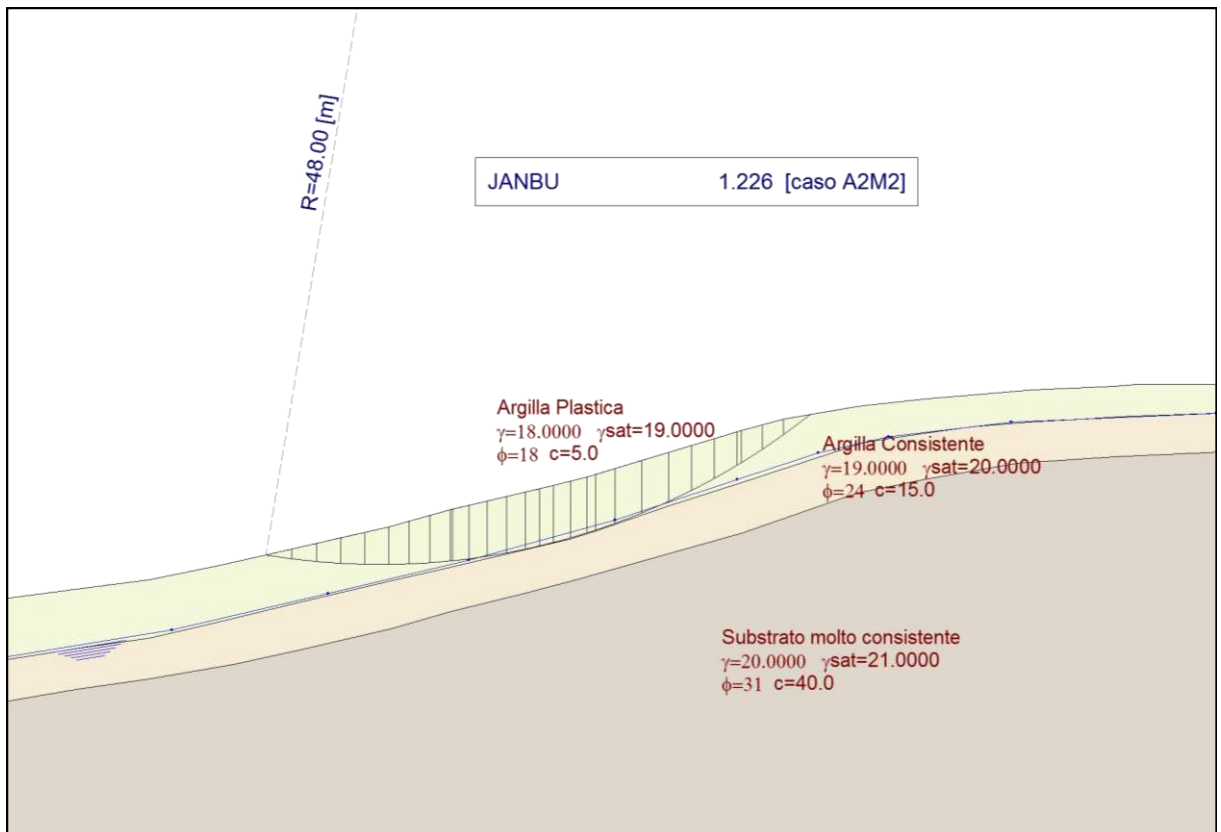 R=48.00 [m]
JANBU 1.226 [caso A2M2]
Argilla Plastica
γ=18.0000 γsat=19.0000
ϕ=18 c=5.0
Argilla Consistente
γ=19.0000 γsat=20.0000
ϕ=24 c=15.0
Substrato molto consistente
γ=20.0000 γsat=21.0000
ϕ=31 c=40.0